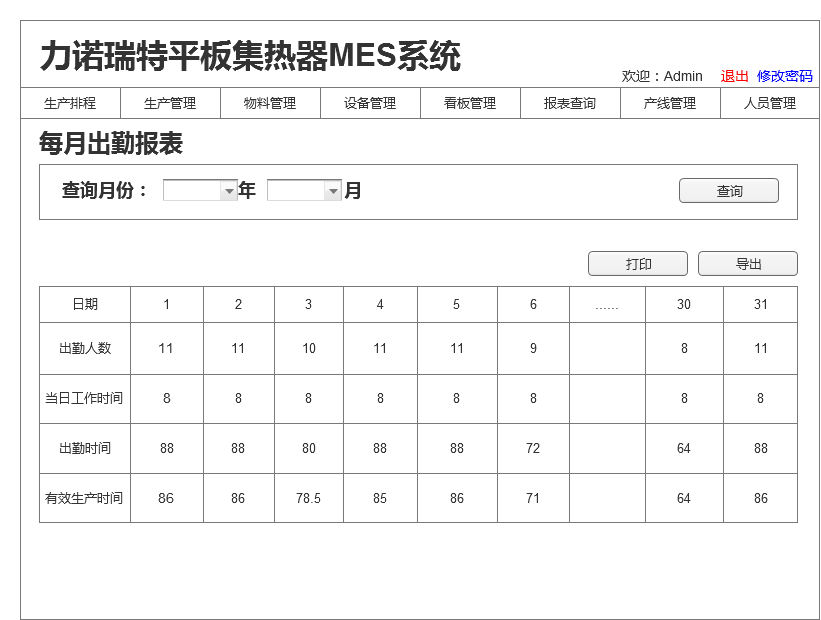 力诺瑞特平板集热器MES系统
欢迎：Admin 退出 修改密码
生产排程 生产管理 物料管理 设备管理 看板管理 报表查询 产线管理 人员管理
每月出勤报表
查询月份： 年 月 查询
打印 导出
日期 1 2 3 4 5 6 …… 30 31
出勤人数 11 11 10 11 11 9 8 11
当日工作时间 8 8 8 8 8 8 8 8
出勤时间 88 88 80 88 88 72 64 88
有效生产时间 86 86 78.5 85 86 71 64 86